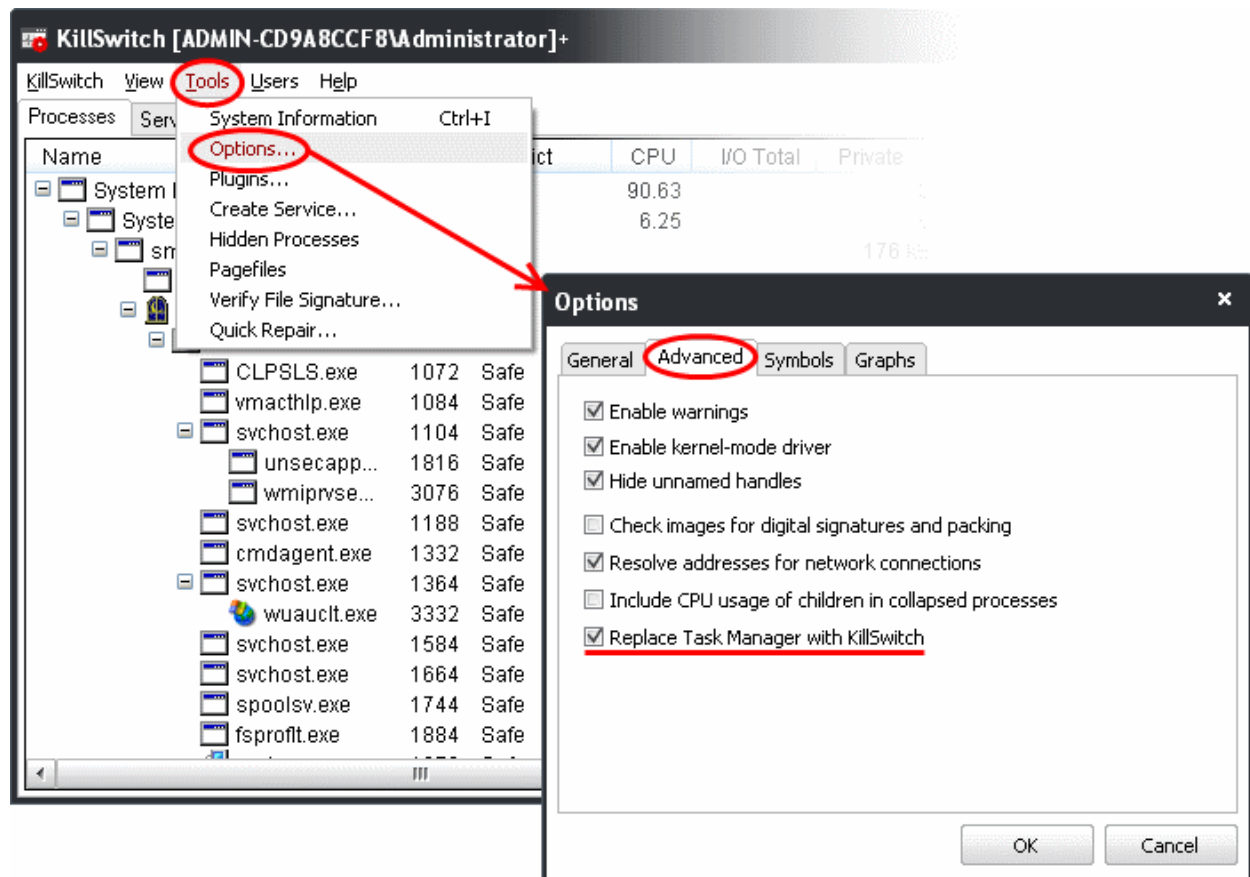 KillSwitch [ADMIN-CD9A8CCF8\Administrator]+
KillSwitch View Tools Users Help
Processes Serv
System Information Ctrl+I
Options...
Plugins...
Create Service...
Hidden Processes
Pagefiles
Verify File Signature...
Quick Repair...
Name ict CPU I/O Total Private
System I 90.63
Syste 6.25
sm 176 k
CLPSLS.exe 1072 Safe
vmacthlp.exe 1084 Safe
svchost.exe 1104 Safe
unsecapp... 1816 Safe
wmiprvse... 3076 Safe
svchost.exe 1188 Safe
cmdagent.exe 1332 Safe
svchost.exe 1364 Safe
wuauclt.exe 3332 Safe
svchost.exe 1584 Safe
svchost.exe 1664 Safe
spoolsv.exe 1744 Safe
fsproflt.exe 1884 Safe
Options
General Advanced Symbols Graphs
Enable warnings
Enable kernel-mode driver
Hide unnamed handles
Check images for digital signatures and packing
Resolve addresses for network connections
Include CPU usage of children in collapsed processes
Replace Task Manager with KillSwitch
OK Cancel